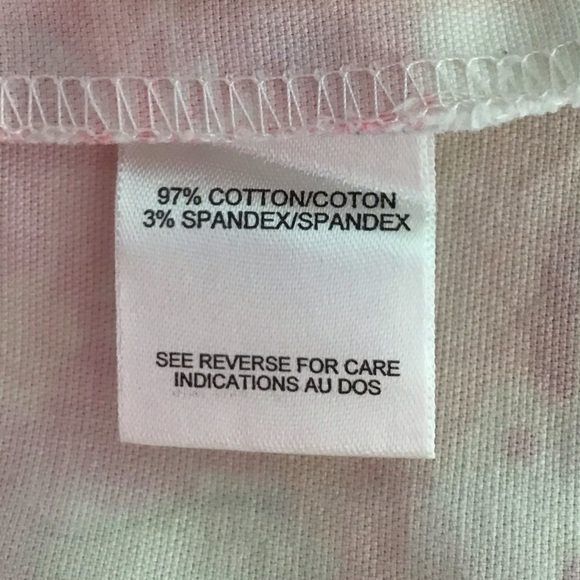 97% COTTON/COTON
3% SPANDEX/SPANDEX
SEE REVERSE FOR CARE
INDICATIONS AU DOS